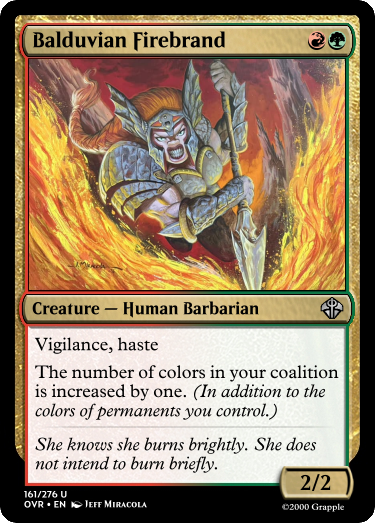 Balduvian Firebrand
Creature — Human Barbarian
Vigilance, haste
The number of colors in your coalition
is increased by one. (In addition to the
colors of permanents you control.)
She knows she burns brightly. She does
not intend to burn briefly.
2/2
161/276 U
OVR • EN Jeff Miracola
©2000 Grapple